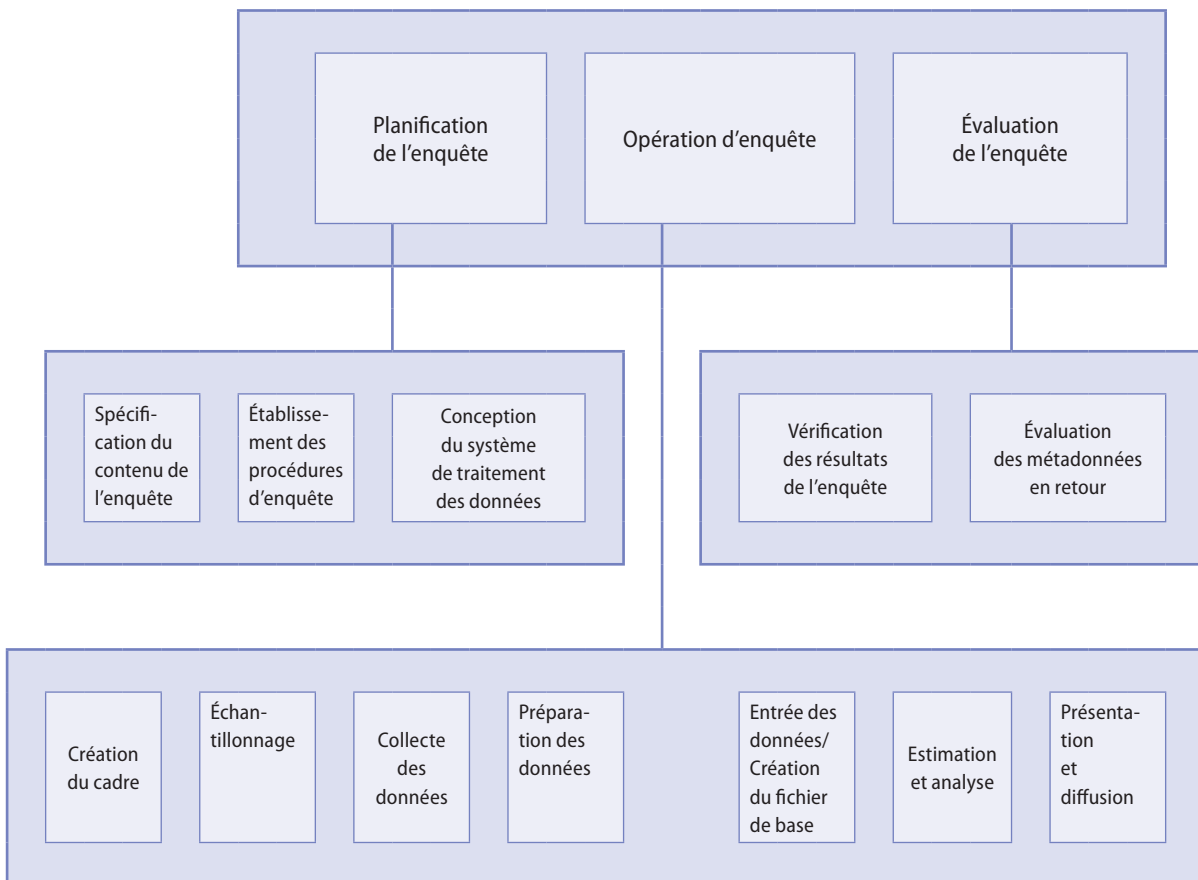 Planification
de l'enquête
Opération d'enquête
Évaluation
de l'enquête
Spécifi-
cation du
contenu de
l'enquête
Établisse-
ment des
procédures
d'enquête
Conception
du système
de traitement
des données
Vérification
des résultats
de l'enquête
Évaluation
des métadonnées
en retour
Création
du cadre
Échan-
tillonnage
Collecte
des
données
Prépara-
tion des
données
Entrée des
données/
Création
du fichier
de base
Estimation
et analyse
Présenta-
tion
et
diffusion